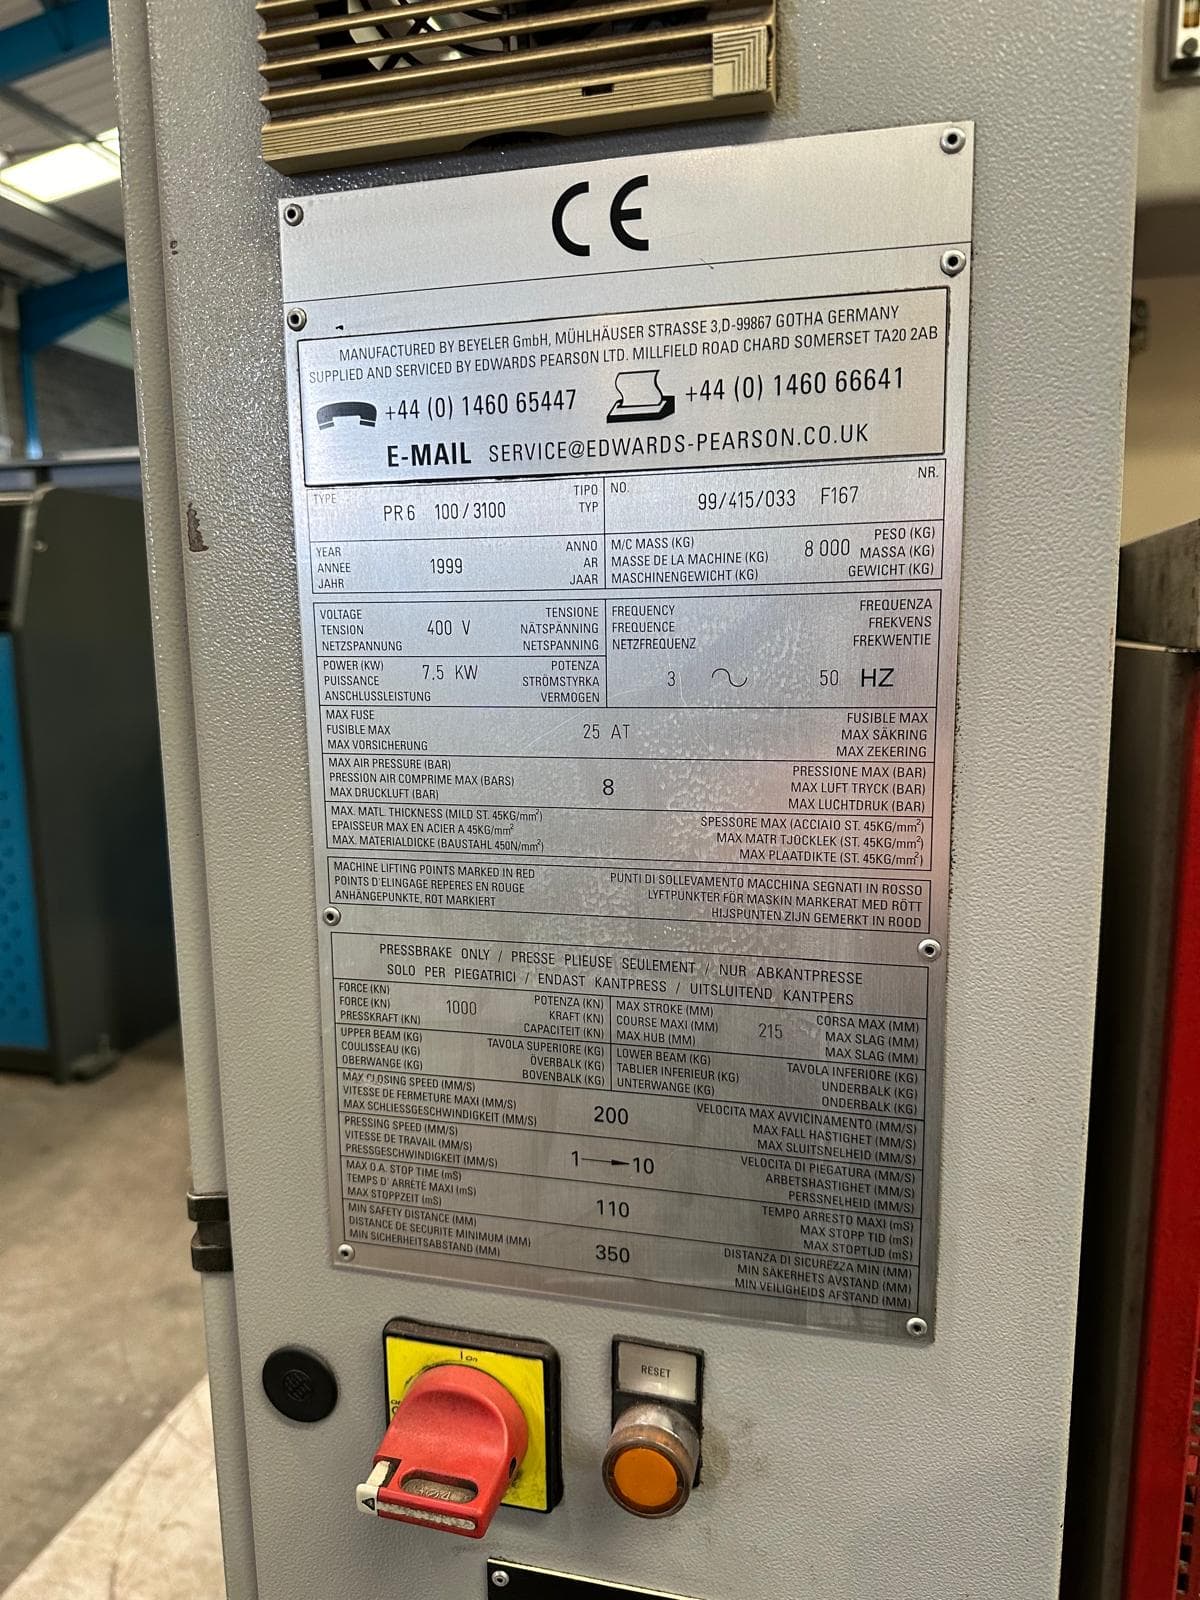 CE
MANUFACTURED BY BEYELER GmbH, MÜHLHÄUSER STRASSE 3,D-99867 GOTHA GERMANY
SUPPLIED AND SERVICED BY EDWARDS PEARSON LTD. MILLFIELD ROAD CHARD SOMERSET TA20 2AB
+44 (0) 1460 65447 +44 (0) 1460 66641
E-MAIL SERVICE@EDWARDS-PEARSON.CO.UK
TYPE PR6 100/3100 TIPO TYP
NO. 99/415/033 F167 NR.
YEAR ANNO
ANNEE 1999 AR
JAHR JAAR
M/C MASS (KG) PESO (KG)
MASSE DE LA MACHINE (KG) 8 000 MASSA (KG)
MASCHINENGEWICHT (KG) GEWICHT (KG)
VOLTAGE TENSIONE
TENSION 400 V NÄTSPÄNNING
NETZSPANNUNG NETSPANNING
FREQUENCY FREQUENZA
FREQUENCE FREKVENS
NETZFREQUENZ FREKWENTIE
3 ~ 50 HZ
POWER (KW) POTENZA
PUISSANCE 7.5 KW STRÖMSTYRKA
ANSCHLUSSLEISTUNG VERMOGEN
MAX FUSE FUSIBLE MAX
FUSIBLE MAX 25 AT MAX SÄKRING
MAX VORSICHERUNG MAX ZEKERING
MAX AIR PRESSURE (BAR) PRESSIONE MAX (BAR)
PRESSION AIR COMPRIME MAX (BARS) 8 MAX LUFT TRYCK (BAR)
MAX DRUCKLUFT (BAR) MAX LUCHTDRUK (BAR)
MAX. MATL. THICKNESS (MILD ST. 45KG/mm²) SPESSORE MAX (ACCIAIO ST. 45KG/mm²)
EPAISSEUR MAX EN ACIER A 45KG/mm² MAX MATR TJOCKLEK (ST. 45KG/mm²)
MAX. MATERIALDICKE (BAUSTAHL 450N/mm²) MAX PLAATDIKTE (ST. 45KG/mm²)
MACHINE LIFTING POINTS MARKED IN RED PUNTI DI SOLLEVAMENTO MACCHINA SEGNATI IN ROSSO
POINTS D'ELINGAGE REPERES EN ROUGE LYFTPUNKTER FÖR MASKIN MARKERAT MED RÖTT
ANHÄNGEPUNKTE, ROT MARKIERT HIJSPUNTEN ZIJN GEMERKT IN ROOD
PRESSBRAKE ONLY / PRESSE PLIEUSE SEULEMENT / NUR ABKANTPRESSE
SOLO PER PIEGATRICI / ENDAST KANTPRESS / UITSLUITEND KANTPERS
FORCE (KN) POTENZA (KN)
FORCE (KN) 1000 KRAFT (KN)
PRESSKRAFT (KN) CAPACITEIT (KN)
MAX STROKE (MM) CORSA MAX (MM)
COURSE MAXI (MM) 215 MAX SLAG (MM)
MAX HUB (MM) MAX SLAG (MM)
UPPER BEAM (KG) TAVOLA SUPERIORE (KG)
COULISSEAU (KG) ÖVERBALK (KG)
OBERWANGE (KG) BOVENBALK (KG)
LOWER BEAM (KG) TAVOLA INFERIORE (KG)
TABLIER INFERIEUR (KG) UNDERBALK (KG)
UNTERWANGE (KG) ONDERBALK (KG)
MAX CLOSING SPEED (MM/S) VELOCITA MAX AVVICINAMENTO (MM/S)
VITESSE DE FERMETURE MAXI (MM/S) 200 MAX FALL HASTIGHET (MM/S)
MAX SCHLIESSGESCHWINDIGKEIT (MM/S) MAX SLUITSNELHEID (MM/S)
PRESSING SPEED (MM/S) VELOCITA DI PIEGATURA (MM/S)
VITESSE DE TRAVAIL (MM/S) 1→10 ARBETSHASTIGHET (MM/S)
PRESSGESCHWINDIGKEIT (MM/S) PERSSNELHEID (MM/S)
MAX O.A. STOP TIME (mS) TEMPO ARRESTO MAXI (mS)
TEMPS D' ARRÊTÉ MAXI (mS) 110 MAX STOPP TID (mS)
MAX STOPPZEIT (mS) MAX STOPTIJD (mS)
MIN SAFETY DISTANCE (MM) DISTANZA DI SICUREZZA MIN (MM)
DISTANCE DE SECURITE MINIMUM (MM) 350 MIN SÄKERHETS AVSTAND (MM)
MIN SICHERHEITSABSTAND (MM) MIN VEILIGHEIDS AFSTAND (MM)
I On
RESET